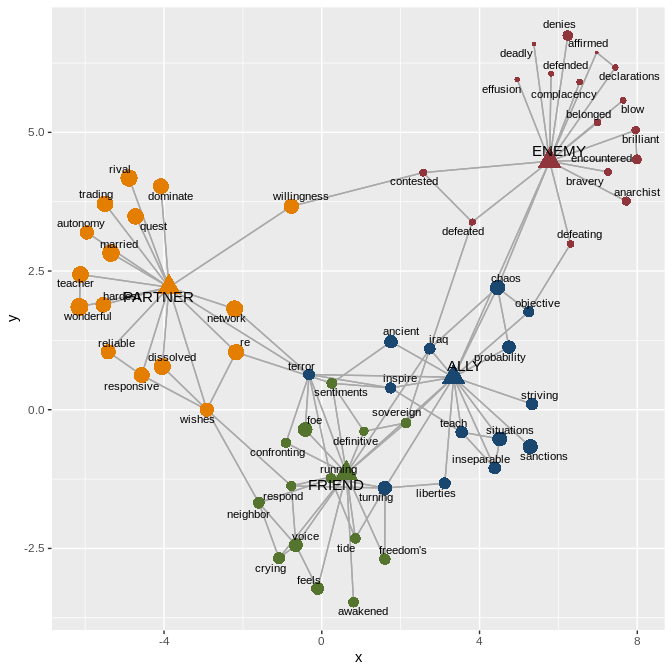 denies
affirmed
deadly
defended
declarations
effusion
complacency
blow
belonged
brilliant
ENEMY
encountered
contested
bravery
anarchist
5.0
rival
trading
dominate
willingness
autonomy
quest
defeated
defeating
married
2.5
teacher
chaos
harden
PARTNER
objective
wonderful
network
ancient
iraq
reliable
re
probability
dissolved
terror
ALLY
responsive
sentiments
inspire
striving
y
0.0
wishes
foe
sovereign
teach
situations
definitive
confronting
sanctions
inseparable
running
FRIEND
respond
turning
liberties
neighbor
-2.5
voice
tide
freedom's
crying
feels
awakened
-4
0
4
8
x